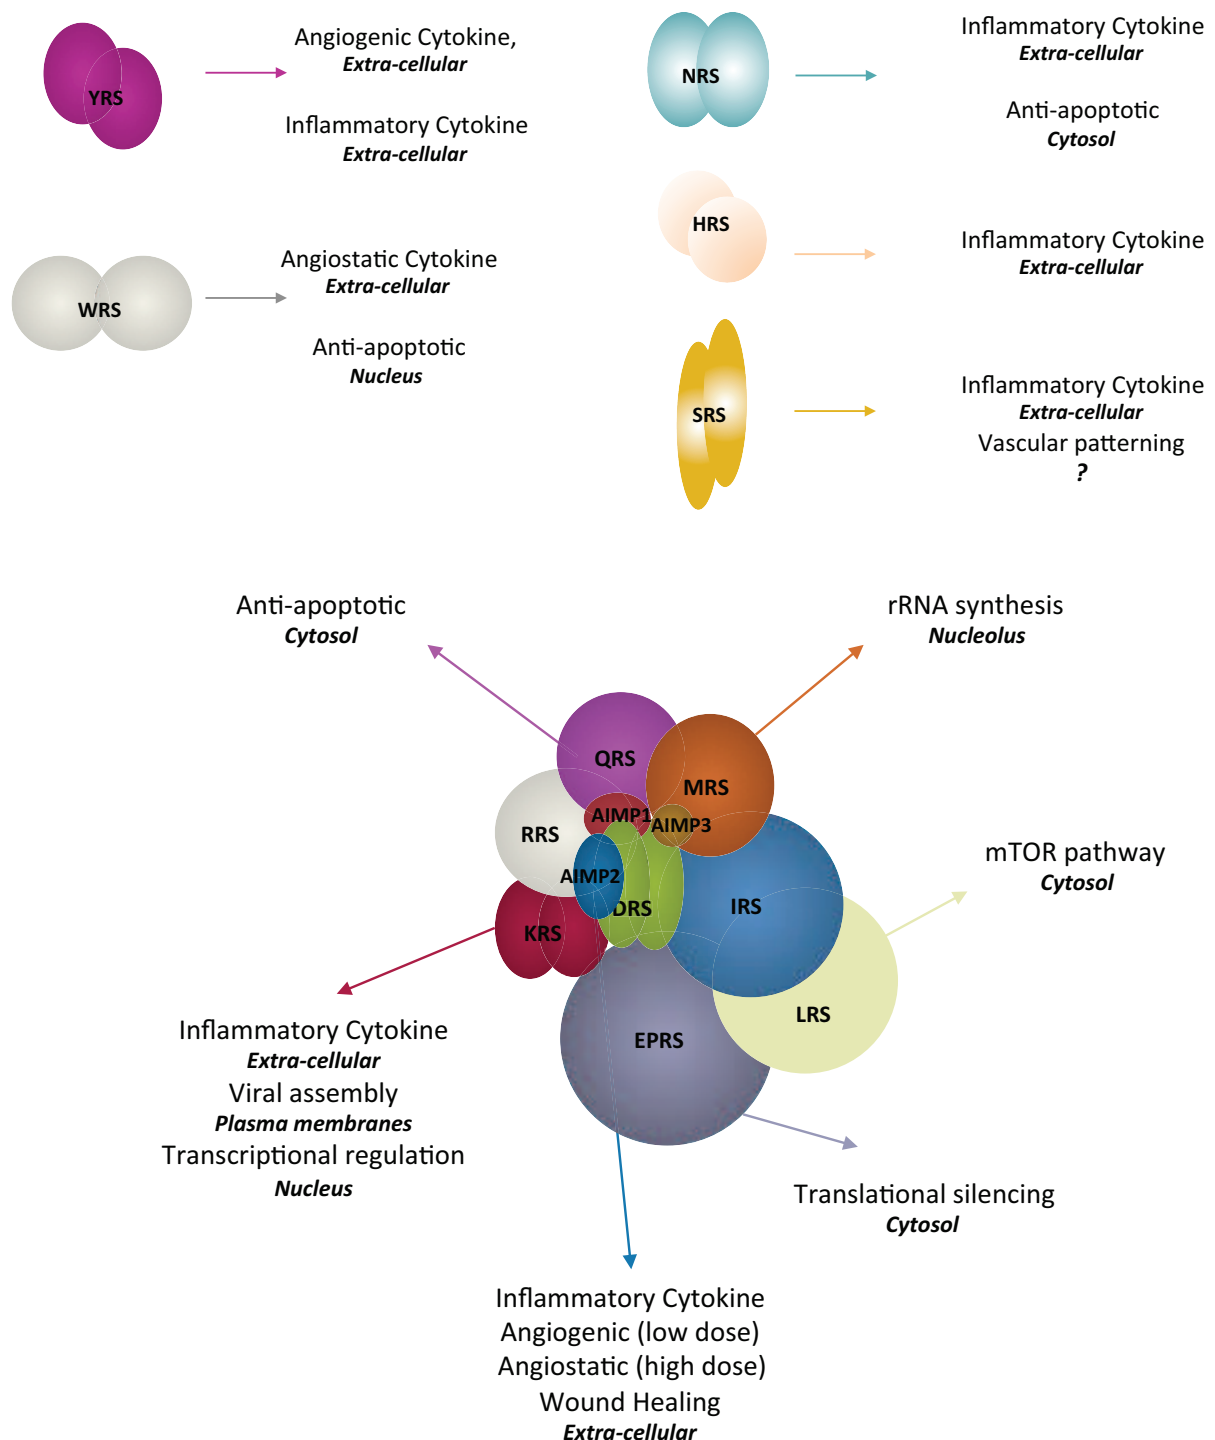 YRS
Angiogenic Cytokine,
Extra-cellular
Inflammatory Cytokine
Extra-cellular
WRS
Angiostatic Cytokine
Extra-cellular
Anti-apoptotic
Nucleus
NRS
Inflammatory Cytokine
Extra-cellular
Anti-apoptotic
Cytosol
HRS
Inflammatory Cytokine
Extra-cellular
SRS
Inflammatory Cytokine
Extra-cellular
Vascular patterning
?
Anti-apoptotic
Cytosol
rRNA synthesis
Nucleolus
QRS
MRS
AIMP1
AIMP3
RRS
AIMP2
DRS
IRS
KRS
LRS
EPRS
mTOR pathway
Cytosol
Inflammatory Cytokine
Extra-cellular
Viral assembly
Plasma membranes
Transcriptional regulation
Nucleus
Translational silencing
Cytosol
Inflammatory Cytokine
Angiogenic (low dose)
Angiostatic (high dose)
Wound Healing
Extra-cellular